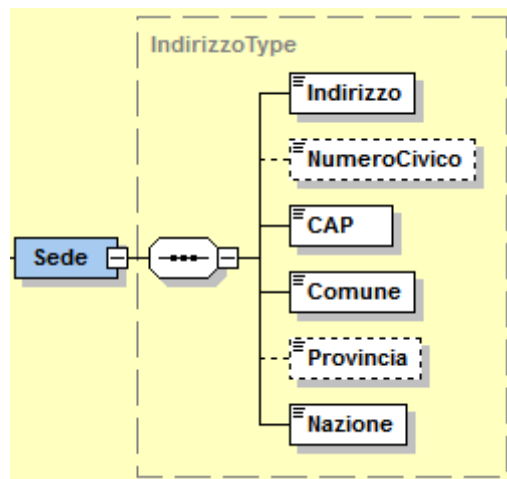 IndirizzoType
Indirizzo
NumeroCivico
CAP
Sede
Comune
Provincia
Nazione